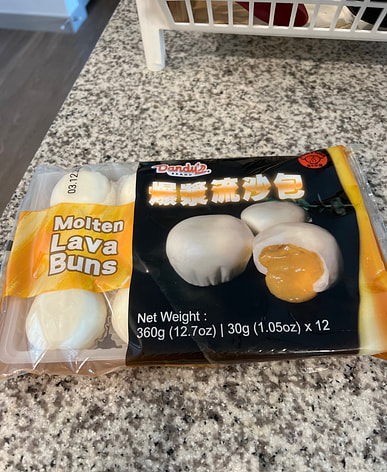 03.12.
Dandy'z
爆漿流沙包
Molten
Lava
Buns
Net Weight :
360g (12.7oz) | 30g (1.05oz) x 12